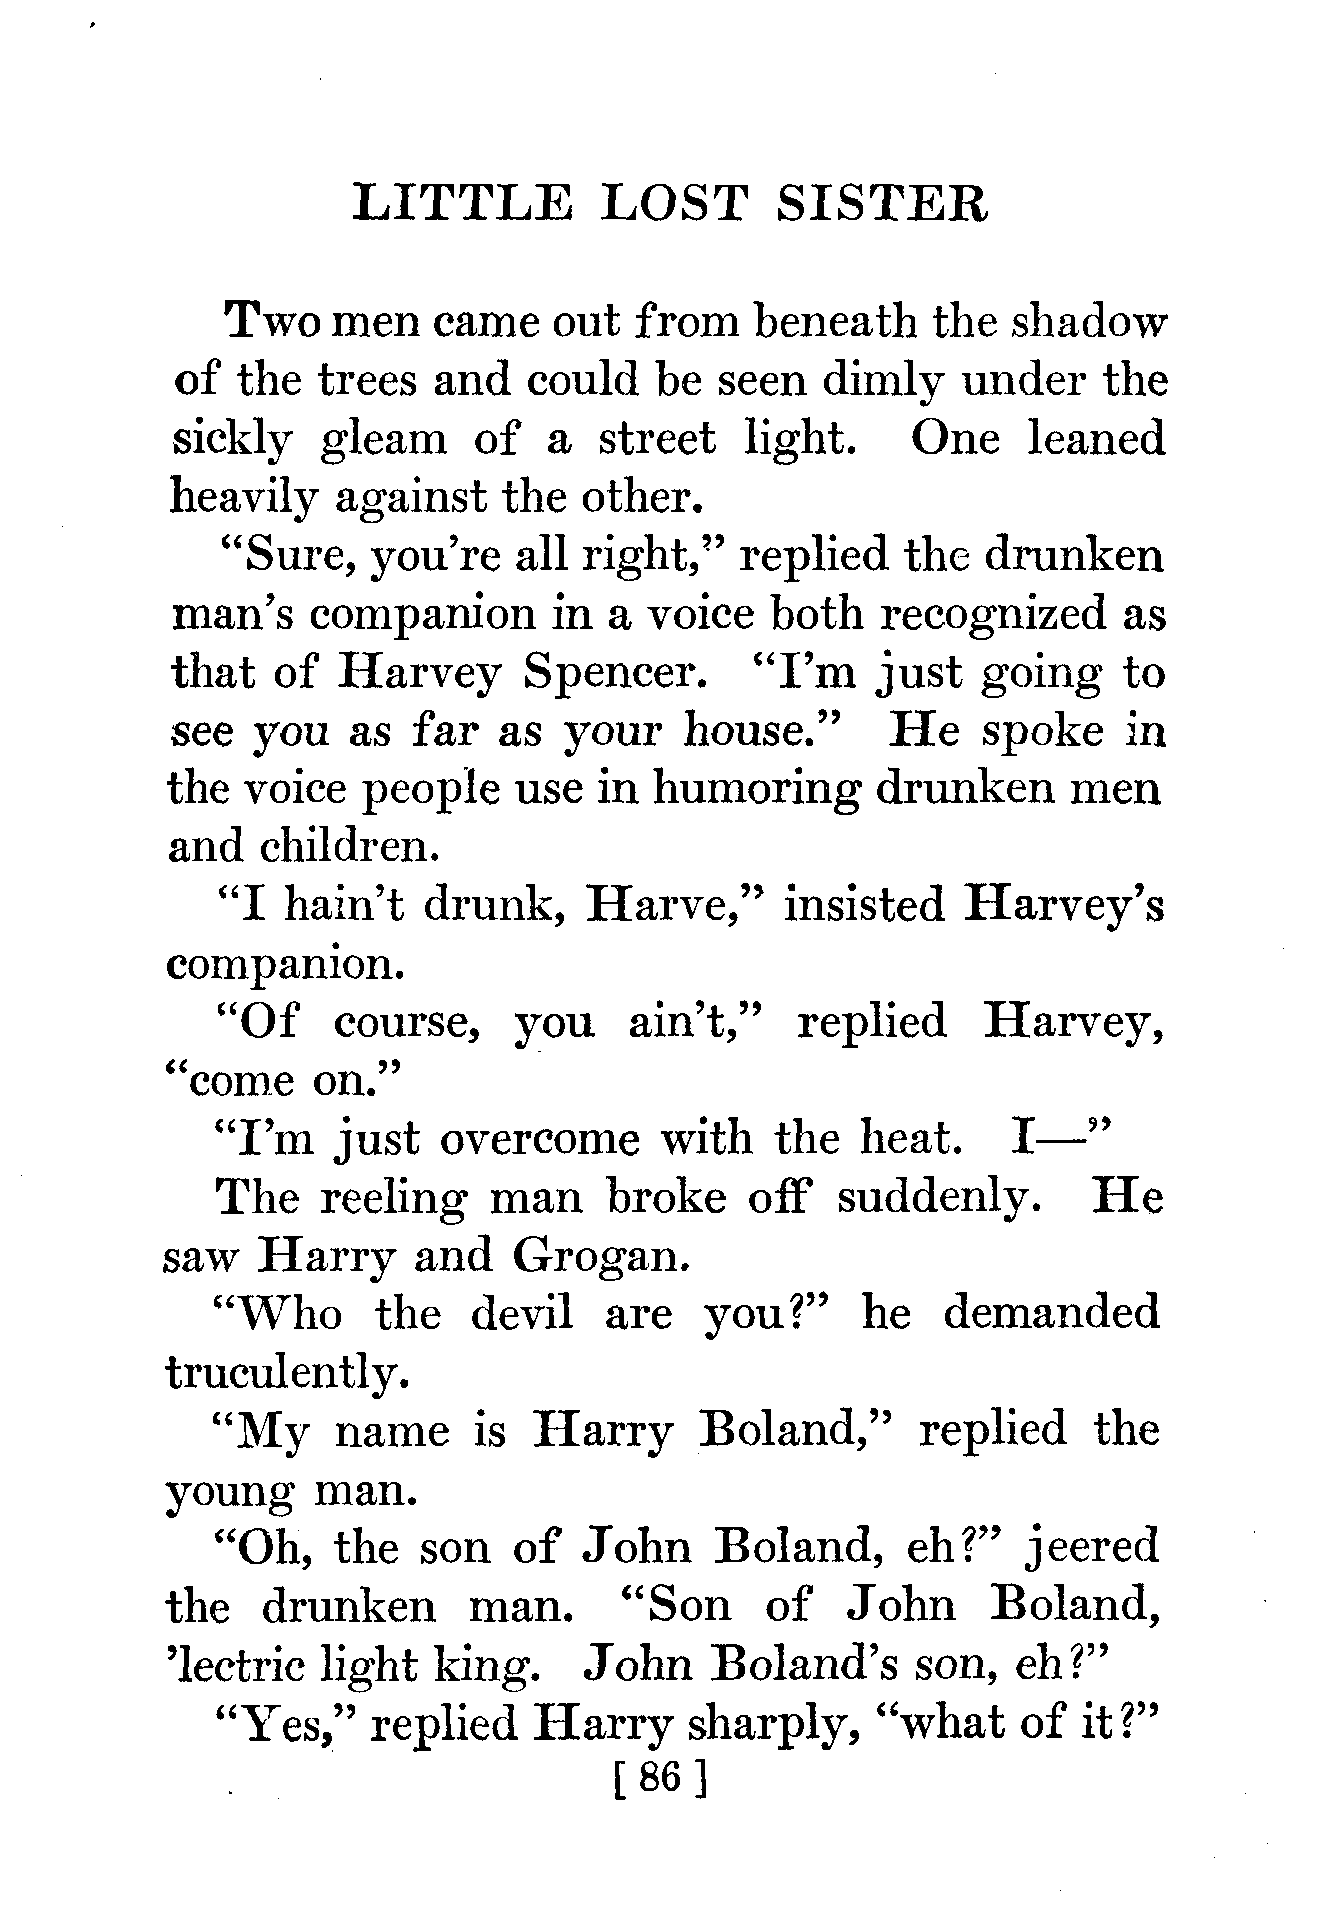 LITTLE LOST SISTER
Two men came out from beneath the shadow
of the trees and could be seen dimly under the
sickly gleam of a street light. One leaned
heavily against the other.
“Sure, you’re all right,” replied the drunken
man’s companion in a voice both recognized as
that of Harvey Spencer. “I’m just going to
see you as far as your house.” He spoke in
the voice people use in humoring drunken men
and children.
“I hain’t drunk, Harve,” insisted Harvey’s
companion.
“Of course, you ain’t,” replied Harvey,
“come on.”
“I’m just overcome with the heat. I—”
The reeling man broke off suddenly. He
saw Harry and Grogan.
“Who the devil are you?” he demanded
truculently.
“My name is Harry Boland,” replied the
young man.
“Oh, the son of John Boland, eh?” jeered
the drunken man. “Son of John Boland,
’lectric light king. John Boland’s son, eh?”
“Yes,” replied Harry sharply, “what of it?”
[ 86 ]